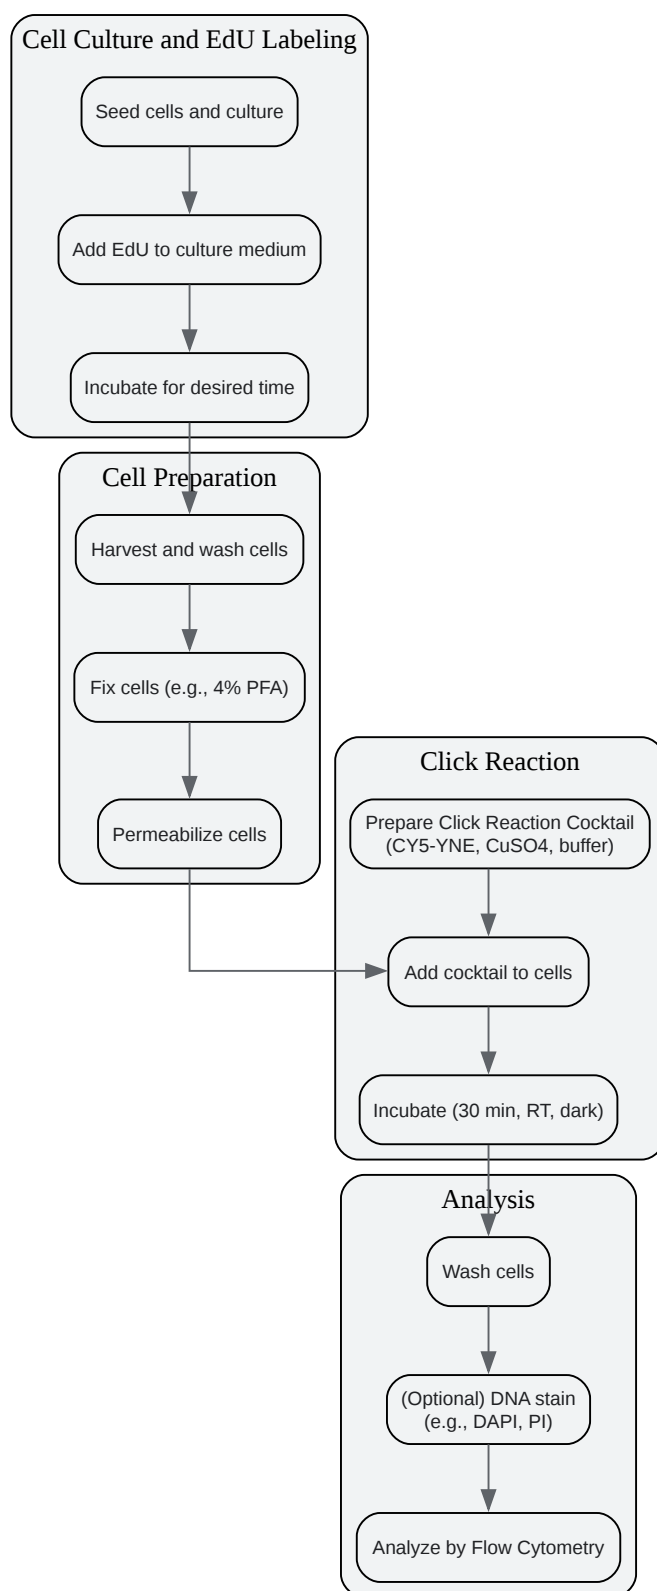 Cell Culture and EdU Labeling
Seed cells and culture
Add EdU to culture medium
Incubate for desired time
Cell Preparation
Harvest and wash cells
Fix cells (e.g., 4% PFA)
Permeabilize cells
Click Reaction
Prepare Click Reaction Cocktail
(CY5-YNE, CuSO4, buffer)
Add cocktail to cells
Incubate (30 min, RT, dark)
Analysis
Wash cells
(Optional) DNA stain
(e.g., DAPI, PI)
Analyze by Flow Cytometry